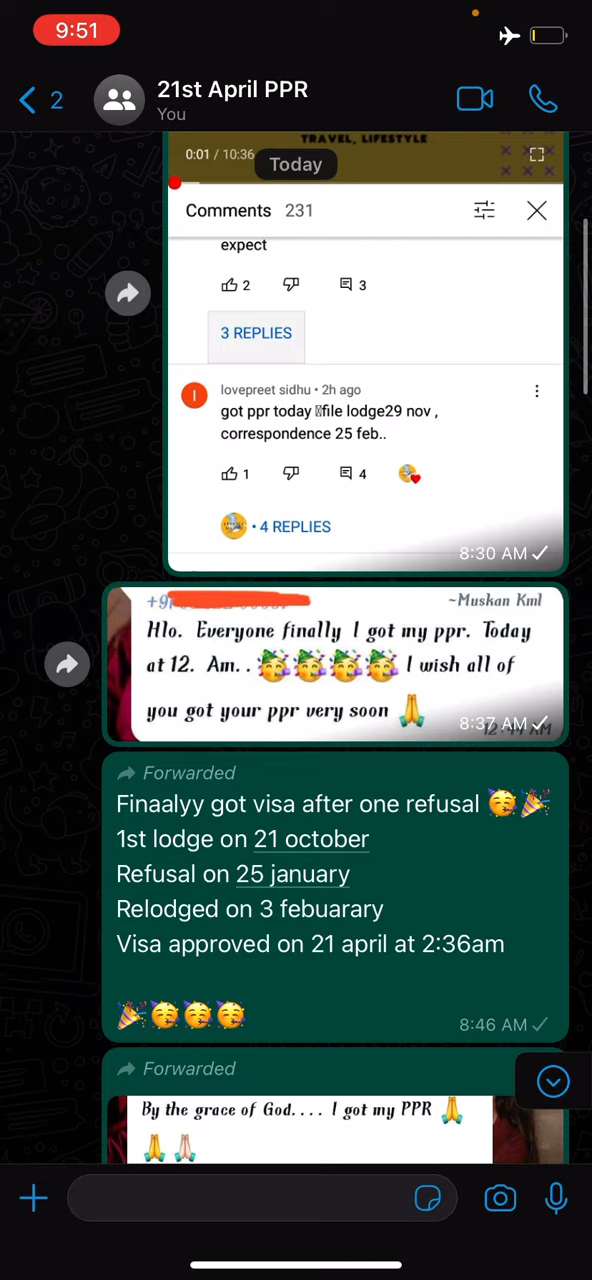 9:51
2
21st April PPR
You
TRAVEL, LIFESTYLE
0:01 / 10:36
Today
Comments 231
expect
2
3
3 REPLIES
lovepreet sidhu • 2h ago
got ppr today file lodge29 nov ,
correspondence 25 feb..
1
4
• 4 REPLIES
8:30 AM
~Muskan Kml
Hlo. Everyone finally I got my ppr. Today
at 12. Am. . 🥳🥳🥳🥳 I wish all of
you got your ppr very soon 🙏
8:37 AM
Forwarded
Finaalyy got visa after one refusal 🥳🎉
1st lodge on 21 october
Refusal on 25 january
Relodged on 3 febuarary
Visa approved on 21 april at 2:36am
🎉🥳🥳🥳
8:46 AM
Forwarded
By the grace of God.... I got my PPR 🙏
🙏🙏🏻